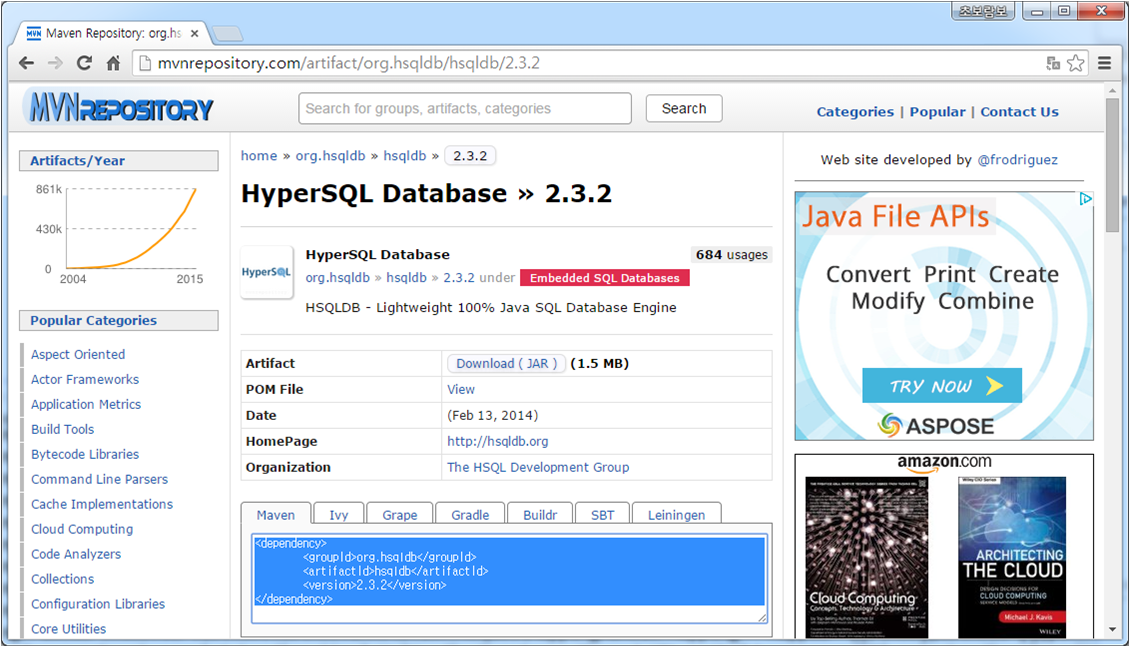 초보람보
Maven Repository: org.hs
mvnrepository.com/artifact/org.hsqldb/hsqldb/2.3.2
MVNREPOSITORY
Search for groups, artifacts, categories
Search
Categories | Popular | Contact Us
Artifacts/Year
861k
430k
0
2004 2015
Popular Categories
Aspect Oriented
Actor Frameworks
Application Metrics
Build Tools
Bytecode Libraries
Command Line Parsers
Cache Implementations
Cloud Computing
Code Analyzers
Collections
Configuration Libraries
Core Utilities
home » org.hsqldb » hsqldb » 2.3.2
HyperSQL Database » 2.3.2
HyperSQL
HyperSQL Database 684 usages
org.hsqldb » hsqldb » 2.3.2 under Embedded SQL Databases
HSQLDB - Lightweight 100% Java SQL Database Engine
Artifact Download ( JAR ) (1.5 MB)
POM File View
Date (Feb 13, 2014)
HomePage http://hsqldb.org
Organization The HSQL Development Group
Maven Ivy Grape Gradle Buildr SBT Leiningen
<dependency>
<groupId>org.hsqldb</groupId>
<artifactId>hsqldb</artifactId>
<version>2.3.2</version>
</dependency>
Web site developed by @frodriguez
Java File APIs
Convert Print Create
Modify Combine
TRY NOW
ASPOSE
amazon.com
Cloud Computing
Concepts, Technology & Architecture
ARCHITECTING
THE CLOUD
DESIGN DECISIONS FOR
CLOUD COMPUTING
Michael J. Kavis
WILEY